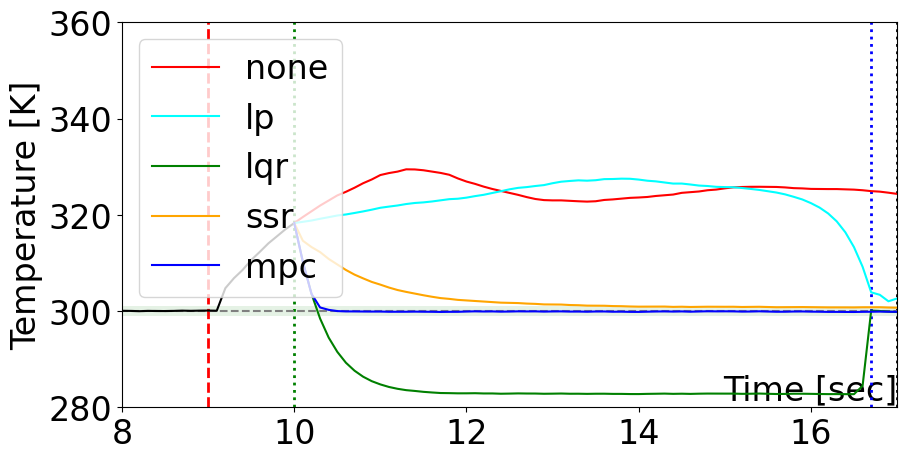 Temperature [K]
360
340
320
300
280
none
lp
lqr
ssr
mpc
Time [sec]
8
10
12
14
16